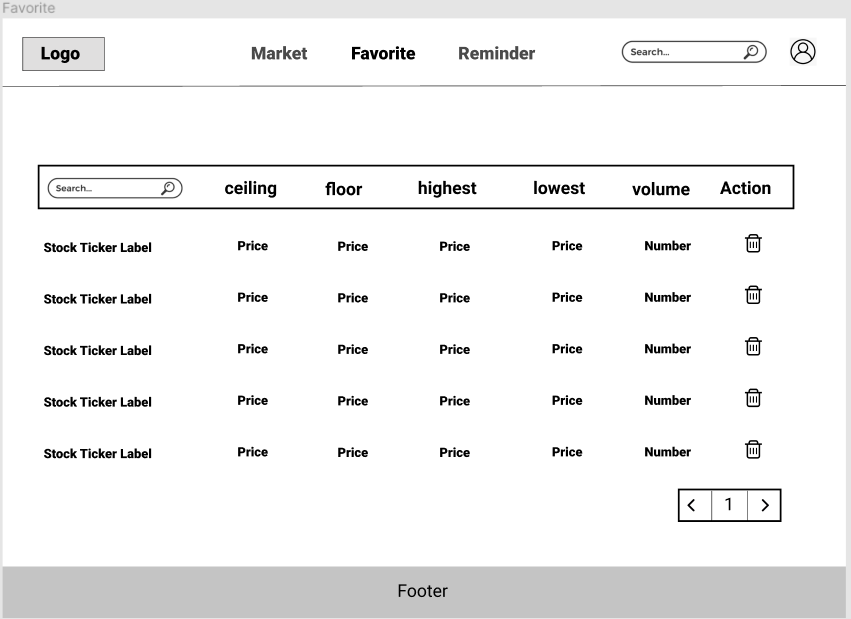 Favorite
Logo Market Favorite Reminder Search...
Search... ceiling floor highest lowest volume Action
Stock Ticker Label Price Price Price Price Number
Stock Ticker Label Price Price Price Price Number
Stock Ticker Label Price Price Price Price Number
Stock Ticker Label Price Price Price Price Number
Stock Ticker Label Price Price Price Price Number
< 1 >
Footer